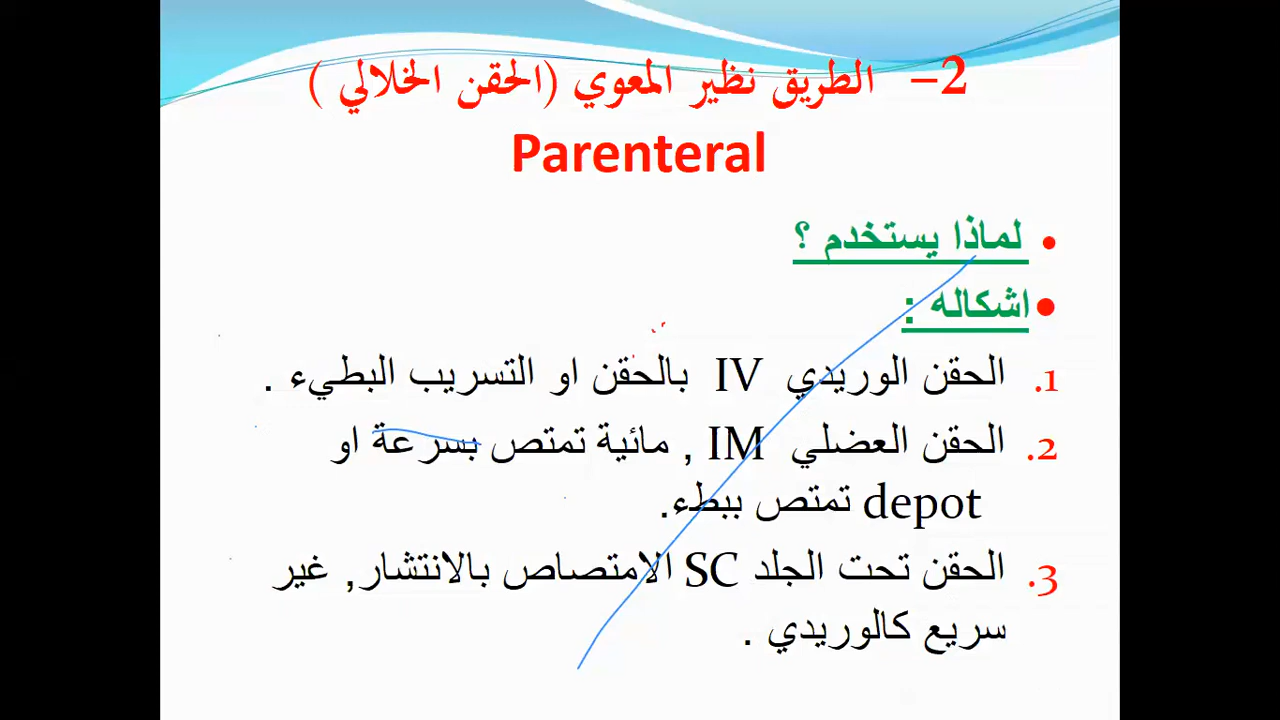 2– الطريق نظير المعوي (الحقن الخلالي )
Parenteral
• لماذا يستخدم ؟
• اشكاله :
1. الحقن الوريدي IV بالحقن او التسريب البطيء .
2. الحقن العضلي IM , مائية تمتص بسرعة او
depot تمتص ببطء.
3. الحقن تحت الجلد SC الامتصاص بالانتشار, غير
سريع كالوريدي .